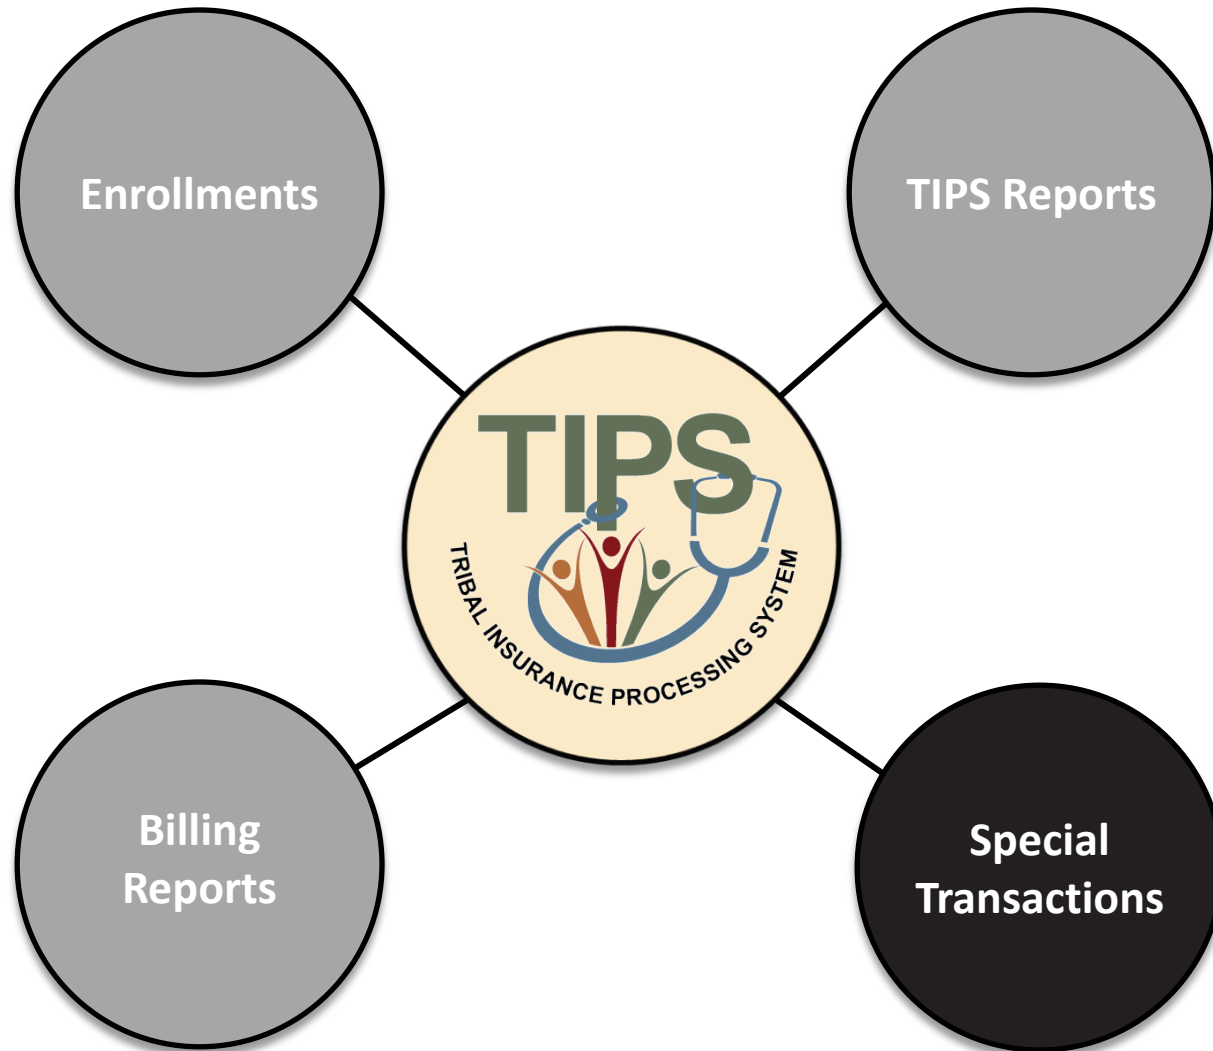 Enrollments
TIPS Reports
TIPS
TRIBAL INSURANCE PROCESSING SYSTEM
Billing
Reports
Special
Transactions